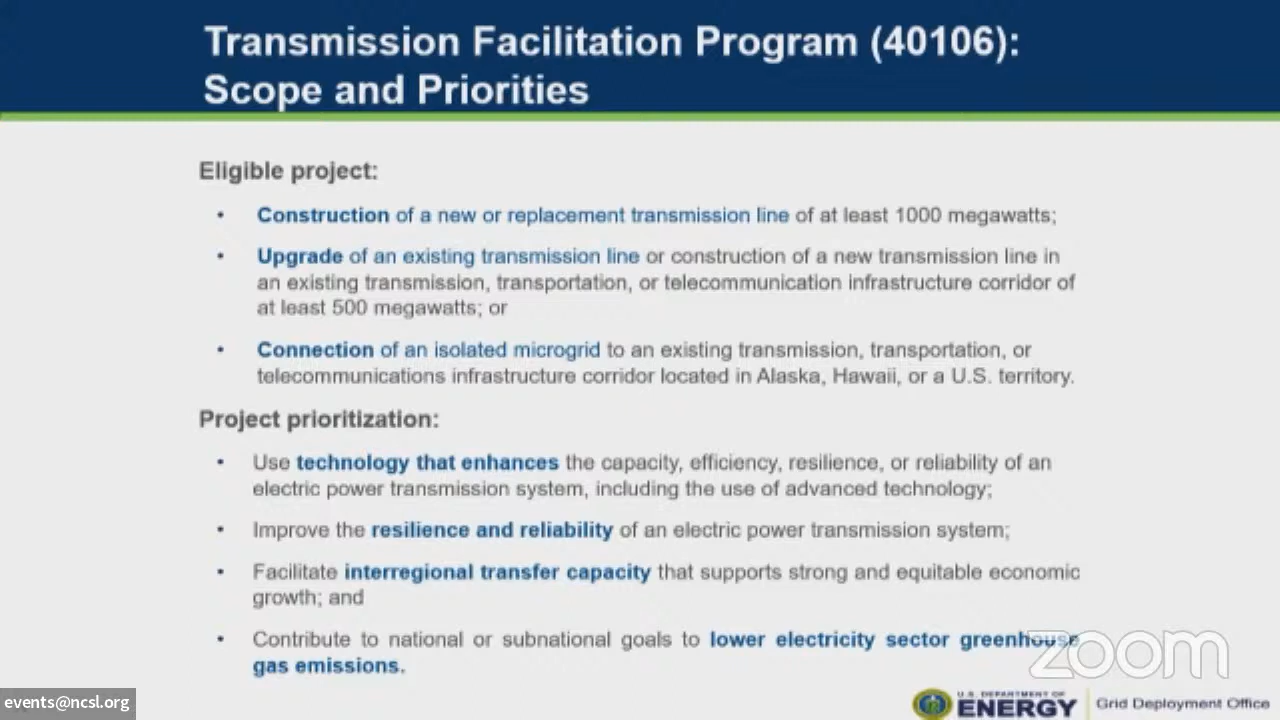 Transmission Facilitation Program (40106):
Scope and Priorities
Eligible project:
• Construction of a new or replacement transmission line of at least 1000 megawatts;
• Upgrade of an existing transmission line or construction of a new transmission line in
an existing transmission, transportation, or telecommunication infrastructure corridor of
at least 500 megawatts; or
• Connection of an isolated microgrid to an existing transmission, transportation, or
telecommunications infrastructure corridor located in Alaska, Hawaii, or a U.S. territory.
Project prioritization:
• Use technology that enhances the capacity, efficiency, resilience, or reliability of an
electric power transmission system, including the use of advanced technology;
• Improve the resilience and reliability of an electric power transmission system;
• Facilitate interregional transfer capacity that supports strong and equitable economic
growth; and
• Contribute to national or subnational goals to lower electricity sector greenhouse
gas emissions.
zoom
events@ncsl.org
U.S. DEPARTMENT OF
ENERGY
Grid Deployment Office